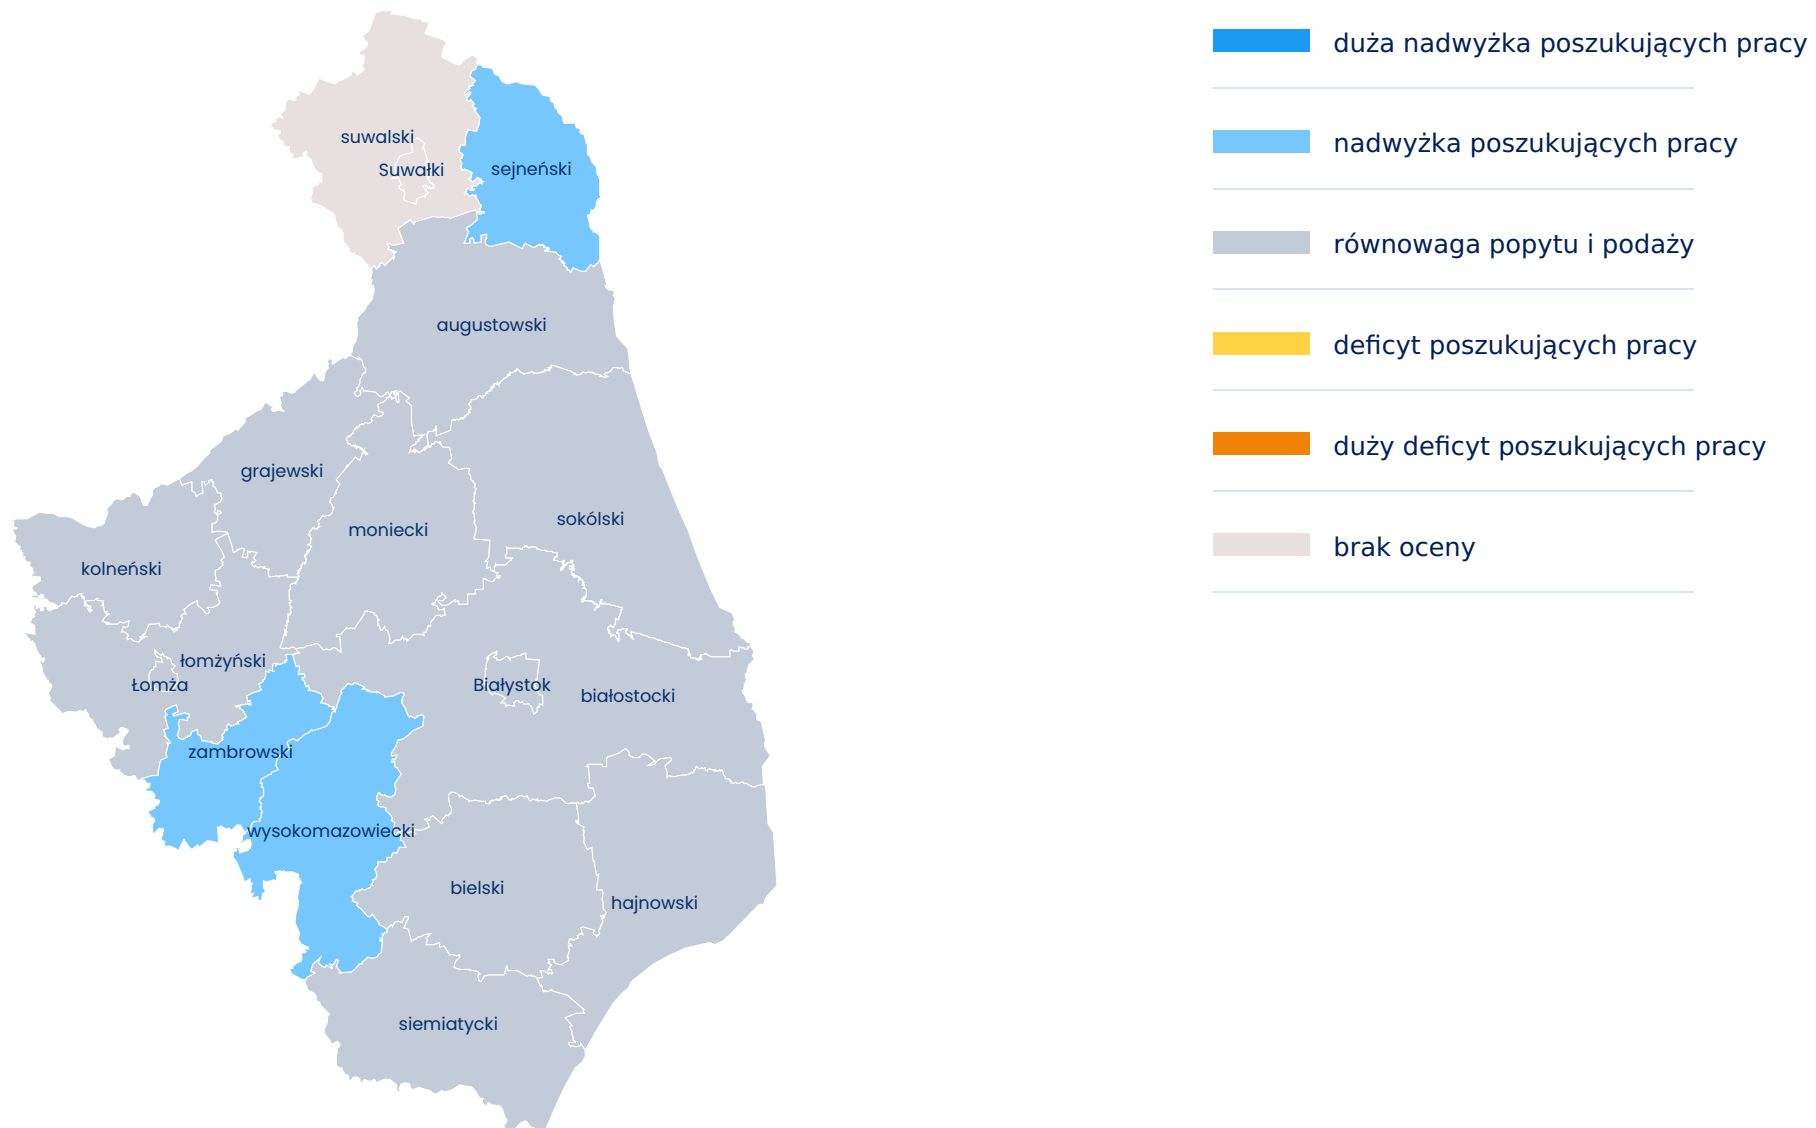 suwalski
Suwałki
sejneński
augustowski
grajewski
moniecki
sokólski
kolneński
łomżyński
Łomża
Białystok
białostocki
zambrowski
wysokomazowiecki
bielski
hajnowski
siemiatycki
duża nadwyżka poszukujących pracy
nadwyżka poszukujących pracy
równowaga popytu i podaży
deficyt poszukujących pracy
duży deficyt poszukujących pracy
brak oceny